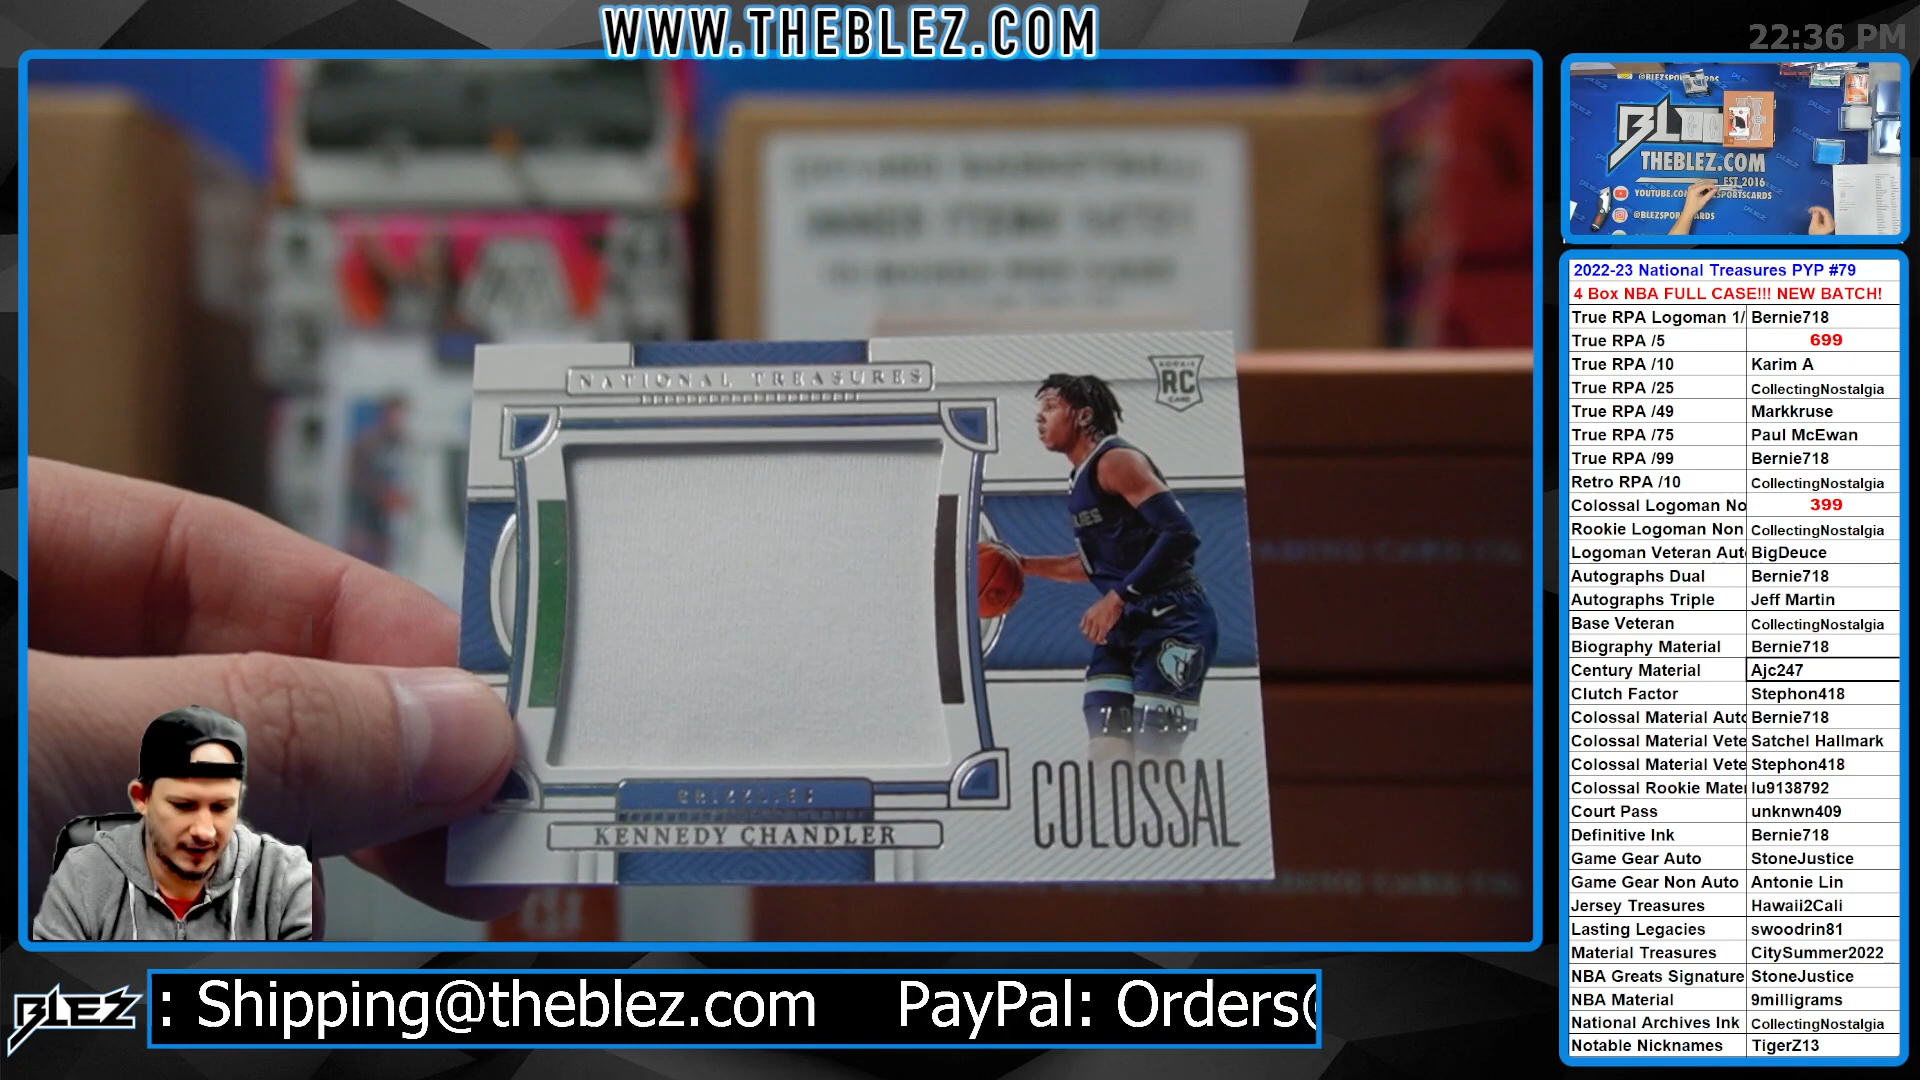 WWW.THEBLEZ.COM
22:36 PM
NATIONAL TREASURES
ROOKIE
RC
CARD
GRIZZLIES
KENNEDY CHANDLER
COLOSSAL
@BLEZSPORTSCARDS
BL
THEBLEZ.COM
EST 2016
@BLEZSPORTSCARDS
2022-23 National Treasures PYP #79
4 Box NBA FULL CASE!!! NEW BATCH!
True RPA Logoman 1/ Bernie718
True RPA /5 699
True RPA /10 Karim A
True RPA /25 CollectingNostalgia
True RPA /49 Markkruse
True RPA /75 Paul McEwan
True RPA /99 Bernie718
Retro RPA /10 CollectingNostalgia
Colossal Logoman No 399
Rookie Logoman Non CollectingNostalgia
Logoman Veteran Aut BigDeuce
Autographs Dual Bernie718
Autographs Triple Jeff Martin
Base Veteran CollectingNostalgia
Biography Material Bernie718
Century Material Ajc247
Clutch Factor Stephon418
Colossal Material Auto Bernie718
Colossal Material Vete Satchel Hallmark
Colossal Material Vete Stephon418
Colossal Rookie Mater lu9138792
Court Pass unknwn409
Definitive Ink Bernie718
Game Gear Auto StoneJustice
Game Gear Non Auto Antonie Lin
Jersey Treasures Hawaii2Cali
Lasting Legacies swoodrin81
Material Treasures CitySummer2022
NBA Greats Signature StoneJustice
NBA Material 9milligrams
National Archives Ink CollectingNostalgia
Notable Nicknames TigerZ13
BLEZ
: Shipping@theblez.com PayPal: Orders@